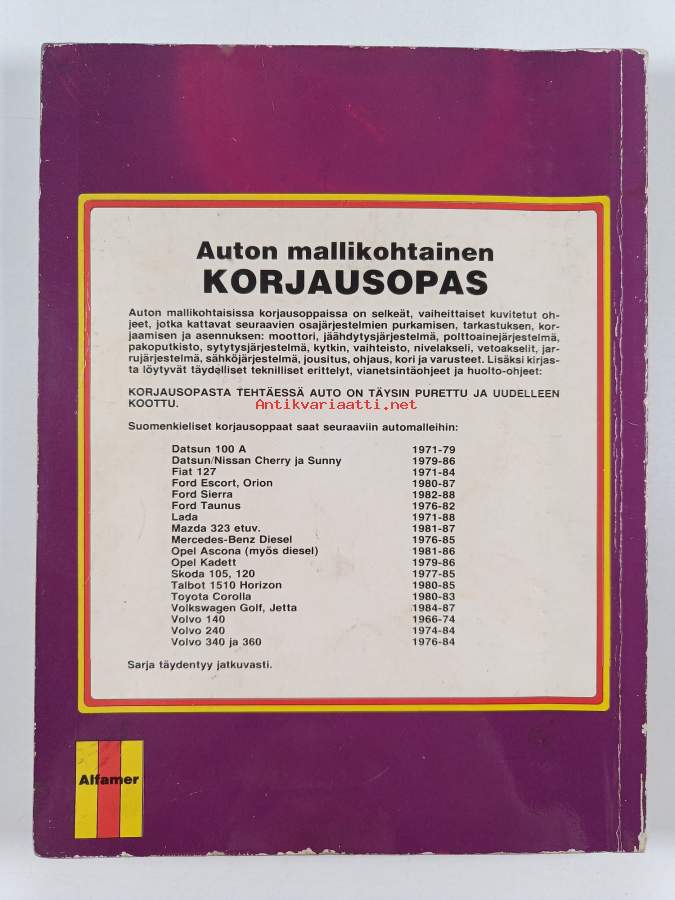 Auton mallikohtainen
KORJAUSOPAS
Auton mallikohtaisissa korjausoppaissa on selkeät, vaiheittaiset kuvitetut oh-
jeet, jotka kattavat seuraavien osajärjestelmien purkamisen, tarkastuksen, kor-
jaamisen ja asennuksen: moottori, jäähdytysjärjestelmä, polttoainejärjestelmä,
pakoputkisto, sytytysjärjestelmä, kytkin, vaihteisto, nivelakseli, vetoakselit, jar-
rujärjestelmä, sähköjärjestelmä, jousitus, ohjaus, kori ja varusteet. Lisäksi kirjas-
ta löytyvät täydelliset teknilliset erittelyt, vianetsintäohjeet ja huolto-ohjeet:
KORJAUSOPASTA TEHTÄESSÄ AUTO ON TÄYSIN PURETTU JA UUDELLEEN
KOOTTU.
Antikvariaatti.net
Suomenkieliset korjausoppaat saat seuraaviin automalleihin:
Datsun 100 A 1971-79
Datsun/Nissan Cherry ja Sunny 1979-86
Fiat 127 1971-84
Ford Escort, Orion 1980-87
Ford Sierra 1982-88
Ford Taunus 1976-82
Lada 1971-88
Mazda 323 etuv. 1981-87
Mercedes-Benz Diesel 1976-85
Opel Ascona (myös diesel) 1981-86
Opel Kadett 1979-86
Skoda 105, 120 1977-85
Talbot 1510 Horizon 1980-85
Toyota Corolla 1980-83
Volkswagen Golf, Jetta 1984-87
Volvo 140 1966-74
Volvo 240 1974-84
Volvo 340 ja 360 1976-84
Sarja täydentyy jatkuvasti.
Alfamer